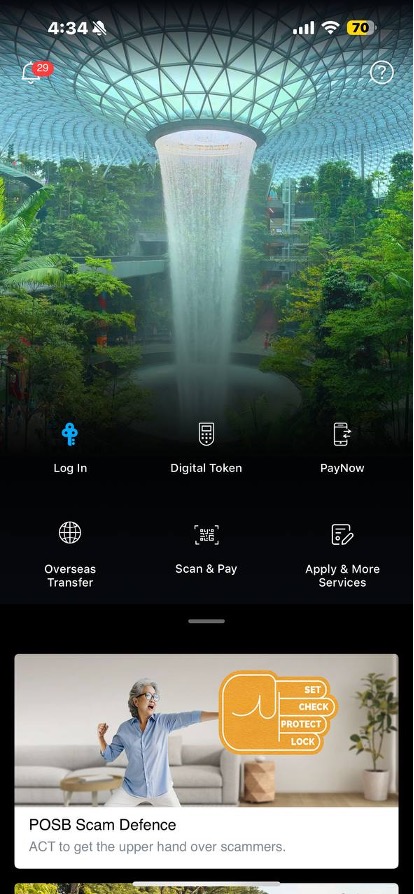 4:34
70
29
?
Log In
Digital Token
PayNow
Overseas
Transfer
Scan & Pay
Apply & More
Services
SET
CHECK
PROTECT
LOCK
POSB Scam Defence
ACT to get the upper hand over scammers.